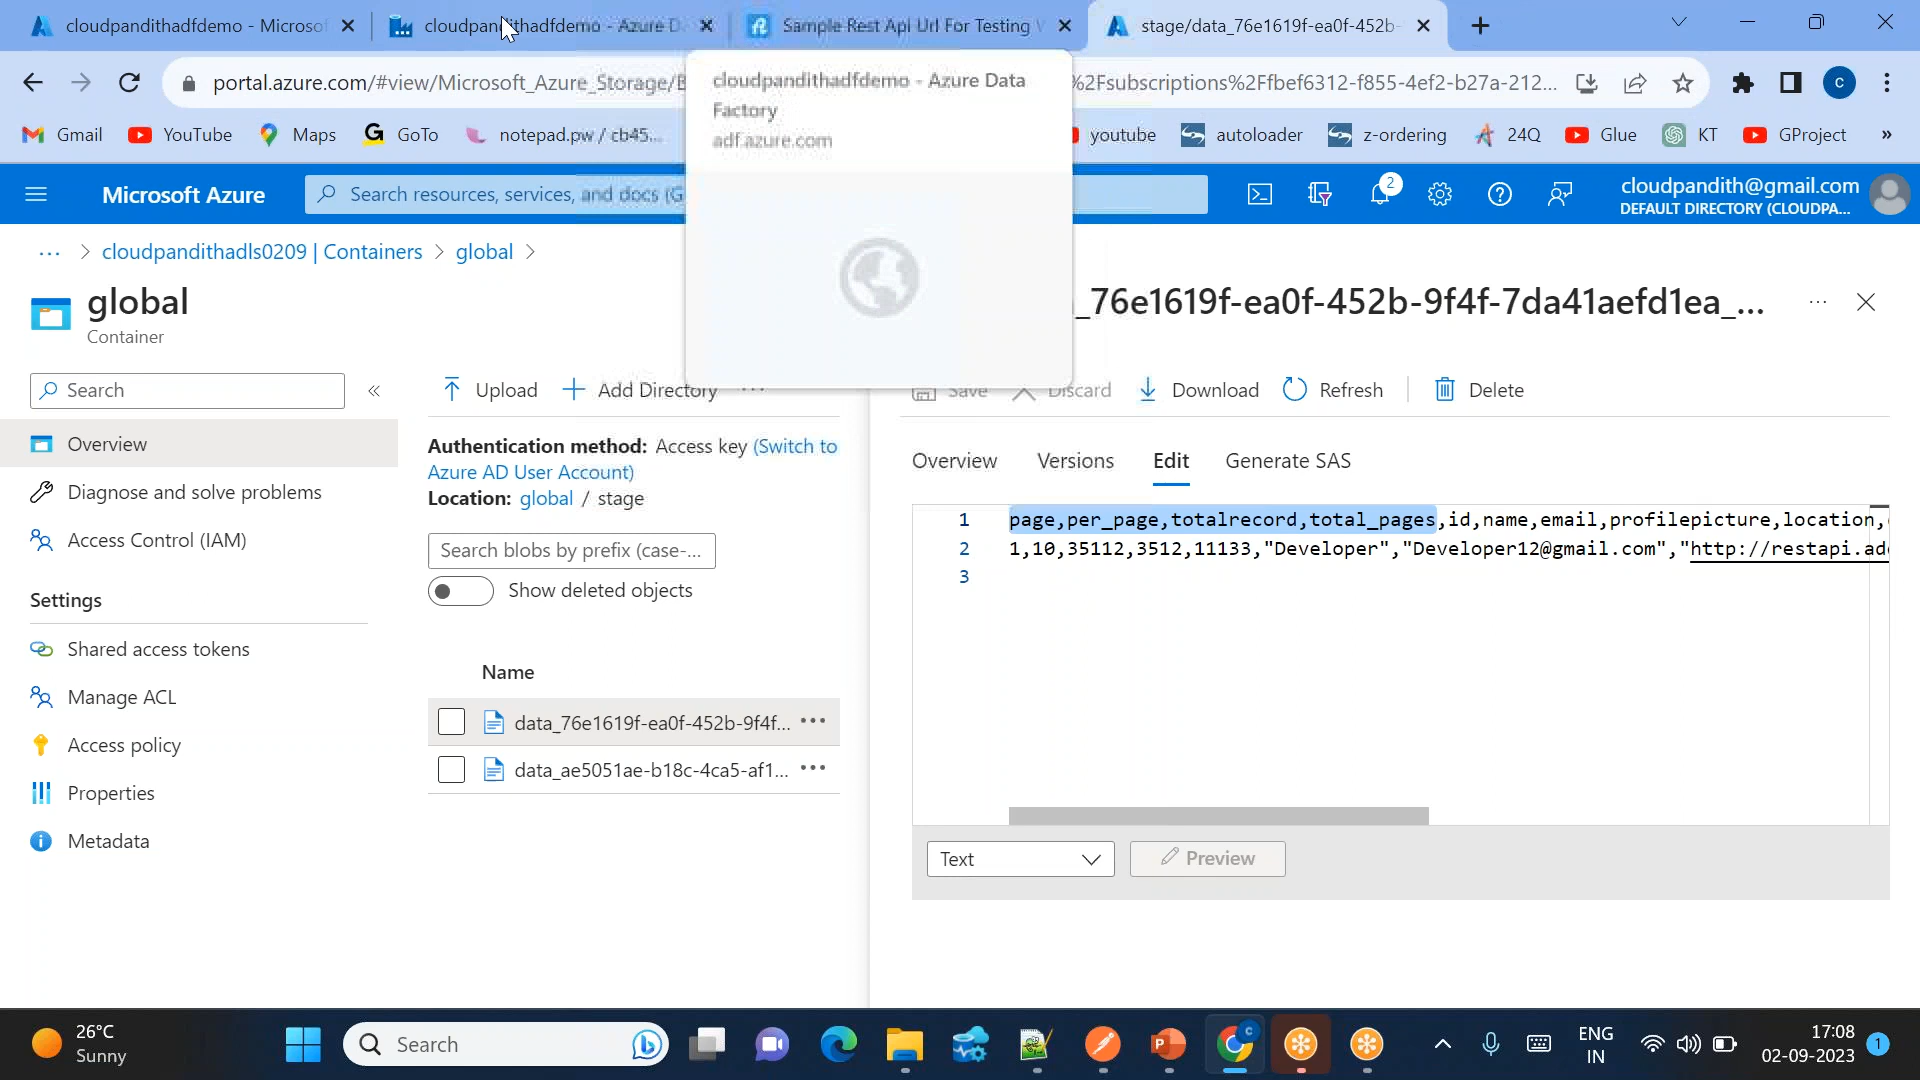 cloudpandithadfdemo - Microso
cloudpandithadfdemo - Azure D
Sample Rest Api Url For Testing
stage/data_76e1619f-ea0f-452b-
portal.azure.com/#view/Microsoft_Azure_Storage/B
%2Fsubscriptions%2Ffbef6312-f855-4ef2-b27a-212...
C
cloudpandithadfdemo - Azure Data
Factory
adf.azure.com
Gmail
YouTube
Maps
GoTo
notepad.pw / cb45...
youtube
autoloader
z-ordering
24Q
Glue
KT
GProject
»
Microsoft Azure
Search resources, services, and docs (G
2
cloudpandith@gmail.com
DEFAULT DIRECTORY (CLOUDPA...
... > cloudpandithadls0209 | Containers > global >
global
Container
_76e1619f-ea0f-452b-9f4f-7da41aefd1ea_...
Search
«
Upload
Add Directory
...
Save
Discard
Download
Refresh
Delete
Overview
Diagnose and solve problems
Access Control (IAM)
Settings
Shared access tokens
Manage ACL
Access policy
Properties
Metadata
Authentication method: Access key (Switch to
Azure AD User Account)
Location: global / stage
Search blobs by prefix (case-...
Show deleted objects
Name
data_76e1619f-ea0f-452b-9f4f...
data_ae5051ae-b18c-4ca5-af1...
Overview
Versions
Edit
Generate SAS
1 page,per_page,totalrecord,total_pages,id,name,email,profilepicture,location,
2 1,10,35112,3512,11133,"Developer","Developer12@gmail.com","http://restapi.ad
3
Text
Preview
26°C
Sunny
Search
ENG
IN
17:08
02-09-2023
1